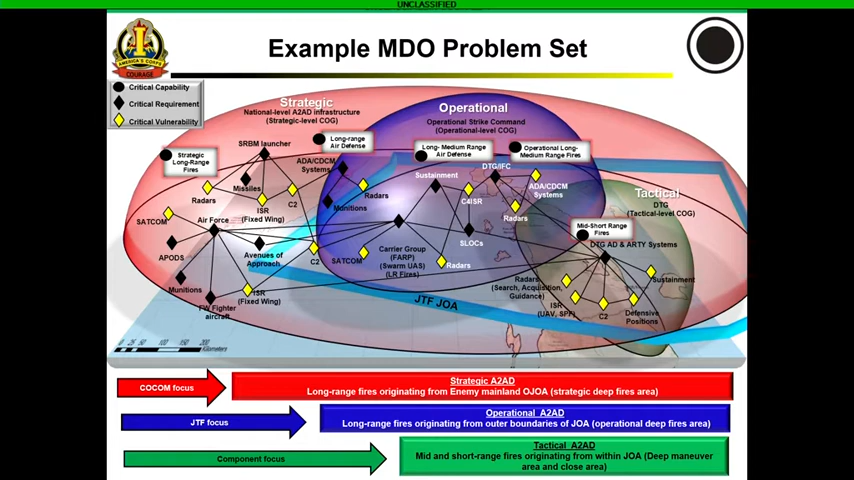 UNCLASSIFIED
Example MDO Problem Set
AMERICA'S CORPS
COURAGE
Critical Capability
Critical Requirement
Critical Vulnerability
Strategic
National-level A2AD infrastructure
(Strategic-level COG)
Operational
Operational Strike Command
(Operational-level COG)
Tactical
DTG
(Tactical-level COG)
Strategic
Long-Range
Fires
SRBM launcher
Long-range
Air Defense
Long- Medium Range
Air Defense
Operational Long-
Medium Range Fires
Mid-Short Range
Fires
ADA/CDCM
Systems
Missiles
Radars
ISR
(Fixed Wing)
C2
Munitions
Radars
Sustainment
DTG/IFC
ADA/CDCM
Systems
C4ISR
Radars
SATCOM
Air Force
APODS
Avenues of
Approach
C2
SATCOM
Carrier Group
(FARP)
(Swarm UAS)
(LR Fires)
SLOCs
Radars
DTG AD & ARTY Systems
Munitions
ISR
(Fixed Wing)
FW Fighter
aircraft
Radars
(Search, Acquisition,
Guidance)
ISR
(UAV, SPF)
C2
Defensive
Positions
Sustainment
JTF JOA
0 25 50 100 150 200
Kilometers
COCOM focus
Strategic A2AD
Long-range fires originating from Enemy mainland OJOA (strategic deep fires area)
JTF focus
Operational A2AD
Long-range fires originating from outer boundaries of JOA (operational deep fires area)
Component focus
Tactical A2AD
Mid and short-range fires originating from within JOA (Deep maneuver
area and close area)